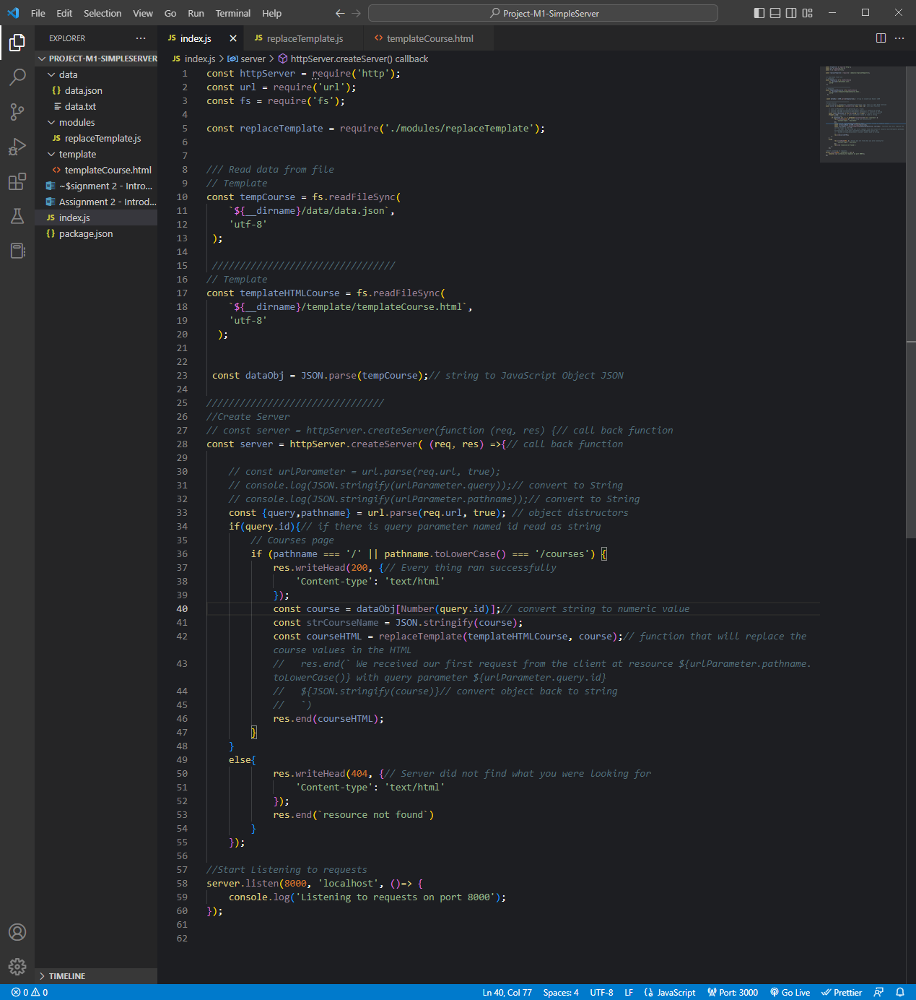 File Edit Selection View Go Run Terminal Help
Project-M1-SimpleServer
EXPLORER
PROJECT-M1-SIMPLESERVER
data
data.json
data.txt
modules
JS replaceTemplate.js
template
templateCourse.html
~$signment 2 - Intro...
Assignment 2 - Introd...
JS index.js
package.json
TIMELINE
JS index.js
JS replaceTemplate.js
templateCourse.html
JS index.js > server > httpServer.createServer() callback
1 const httpServer = require('http');
2 const url = require('url');
3 const fs = require('fs');
4
5 const replaceTemplate = require('./modules/replaceTemplate');
6
7
8 /// Read data from file
9 // Template
10 const tempCourse = fs.readFileSync(
11 `${__dirname}/data/data.json`,
12 'utf-8'
13 );
14
15 /////////////////////////////////
16 // Template
17 const templateHTMLCourse = fs.readFileSync(
18 `${__dirname}/template/templateCourse.html`,
19 'utf-8'
20 );
21
22
23 const dataObj = JSON.parse(tempCourse);// string to JavaScript Object JSON
24
25 ////////////////////////////////
26 //Create Server
27 // const server = httpServer.createServer(function (req, res) {// call back function
28 const server = httpServer.createServer( (req, res) =>{// call back function
29
30 // const urlParameter = url.parse(req.url, true);
31 // console.log(JSON.stringify(urlParameter.query));// convert to String
32 // console.log(JSON.stringify(urlParameter.pathname));// convert to String
33 const {query,pathname} = url.parse(req.url, true); // object distructors
34 if(query.id){// if there is query parameter named id read as string
35 // Courses page
36 if (pathname === '/' || pathname.toLowerCase() === '/courses') {
37 res.writeHead(200, {// Every thing ran successfully
38 'Content-type': 'text/html'
39 });
40 const course = dataObj[Number(query.id)];// convert string to numeric value
41 const strCourseName = JSON.stringify(course);
42 const courseHTML = replaceTemplate(templateHTMLCourse, course);// function that will replace the
course values in the HTML
43 // res.end(` We received our first request from the client at resource ${urlParameter.pathname.
toLowerCase()} with query parameter ${urlParameter.query.id}
44 // ${JSON.stringify(course)}// convert object back to string
45 // `)
46 res.end(courseHTML);
47 }
48 }
49 else{
50 res.writeHead(404, {// Server did not find what you were looking for
51 'Content-type': 'text/html'
52 });
53 res.end(`resource not found`)
54 }
55 });
56
57 //Start Listening to requests
58 server.listen(8000, 'localhost', ()=> {
59 console.log('Listening to requests on port 8000');
60 });
61
62
0 0 Ln 40, Col 77 Spaces: 4 UTF-8 LF JavaScript Port: 3000 Go Live Prettier